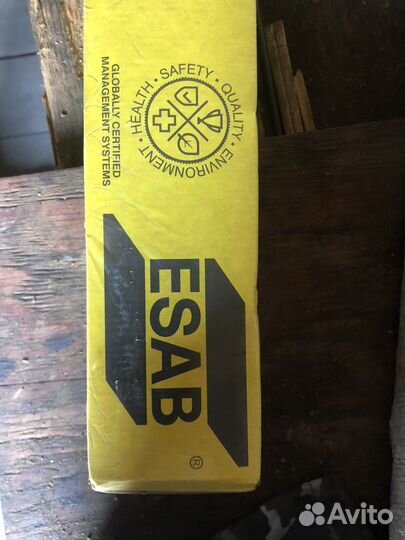 HEALTH · SAFETY · QUALITY · ENVIRONMENT ·
GLOBALLY CERTIFIED
MANAGEMENT SYSTEMS
ESAB®
Avito